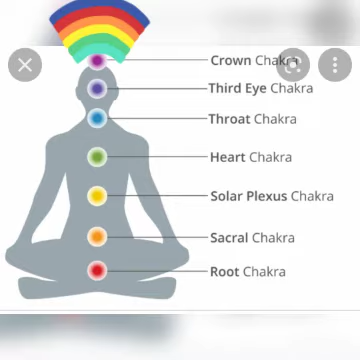 Crown Chakra
Third Eye Chakra
Throat Chakra
Heart Chakra
Solar Plexus Chakra
Sacral Chakra
Root Chakra